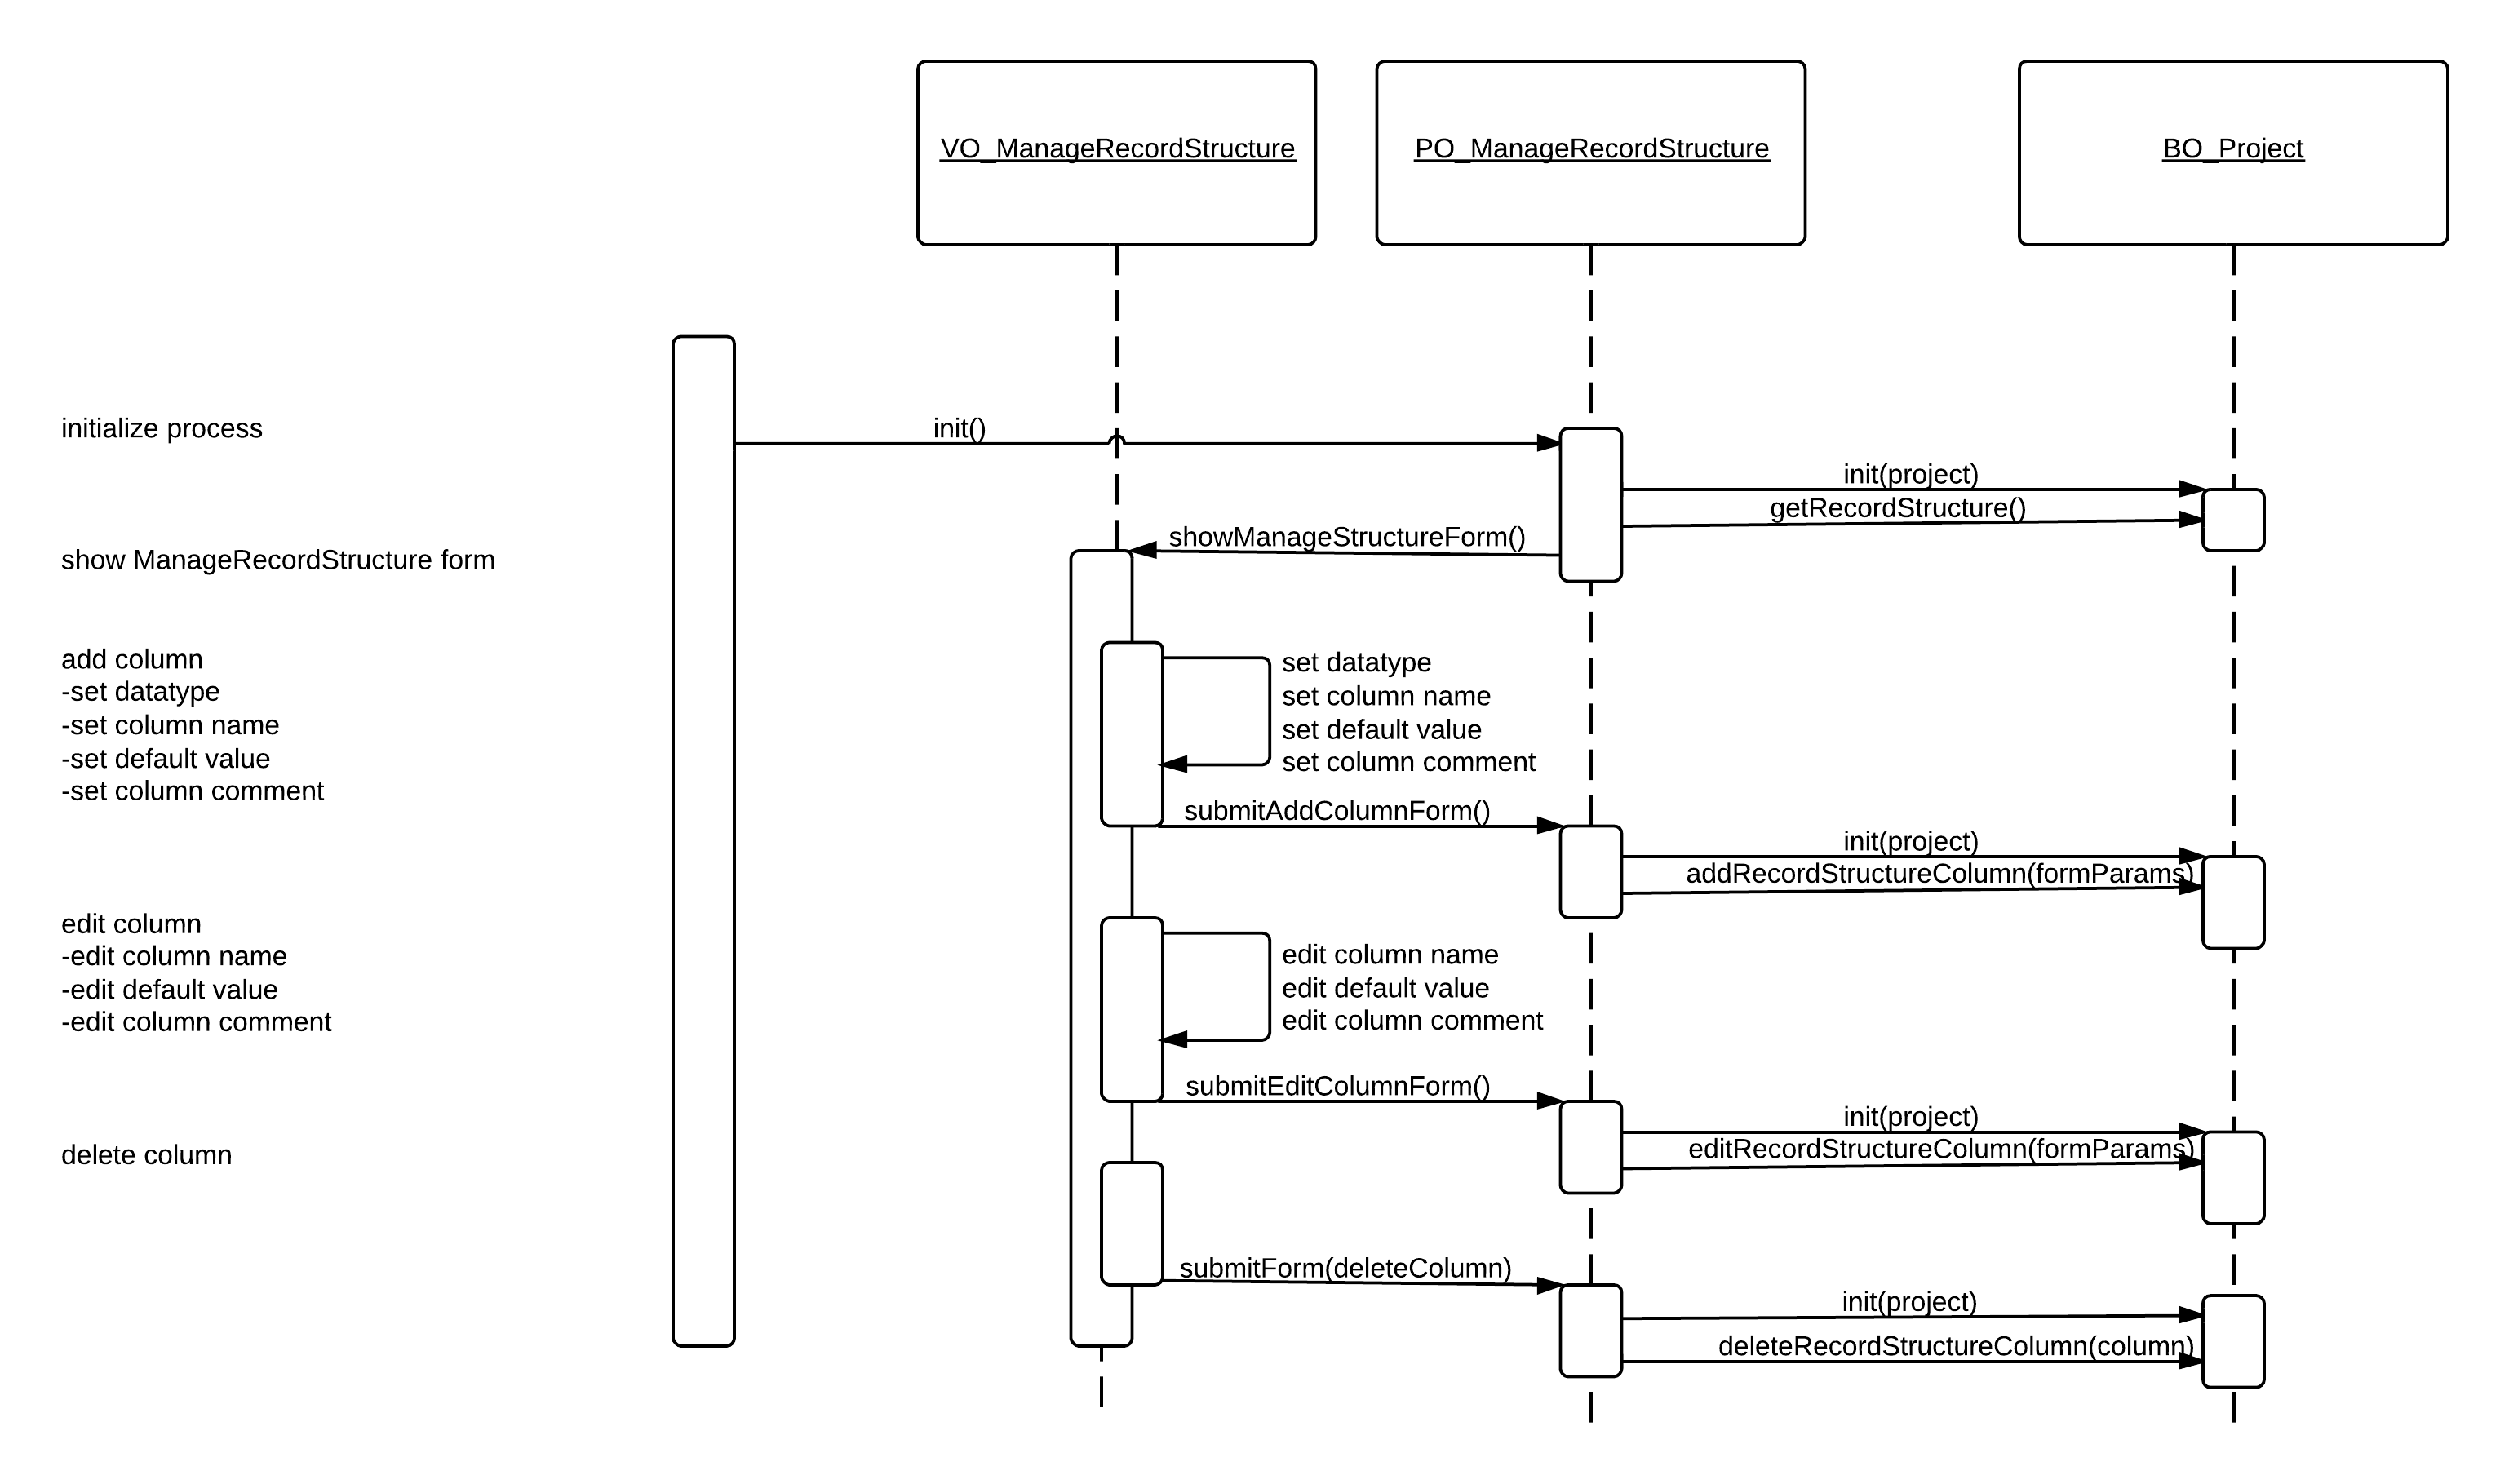 VO_ManageRecordStructure
PO_ManageRecordStructure
BO_Project
initialize process
init()
init(project)
getRecordStructure()
showManageStructureForm()
show ManageRecordStructure form
add column
-set datatype
-set column name
-set default value
-set column comment
set datatype
set column name
set default value
set column comment
submitAddColumnForm()
init(project)
addRecordStructureColumn(formParams)
edit column
-edit column name
-edit default value
-edit column comment
edit column name
edit default value
edit column comment
submitEditColumnForm()
init(project)
editRecordStructureColumn(formParams)
delete column
submitForm(deleteColumn)
init(project)
deleteRecordStructureColumn(column)